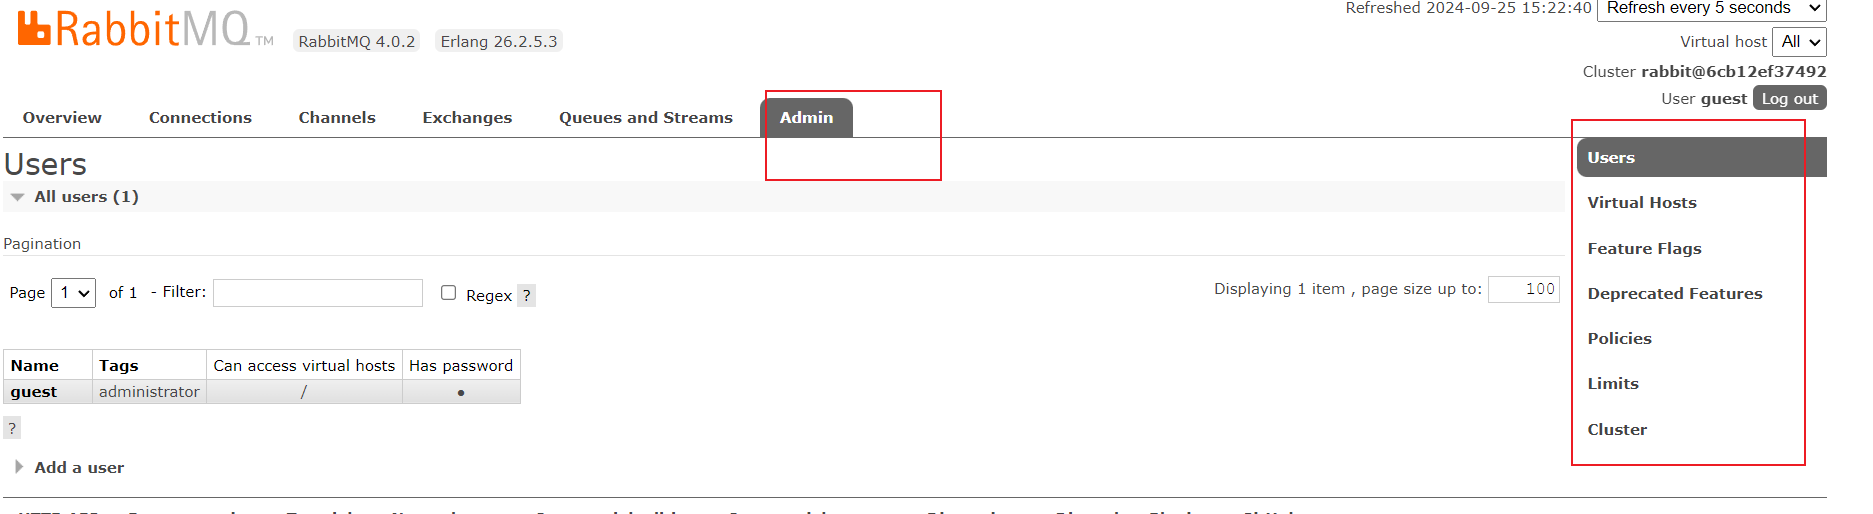 RabbitMQ TM RabbitMQ 4.0.2 Erlang 26.2.5.3
Refreshed 2024-09-25 15:22:40 Refresh every 5 seconds
Virtual host All
Cluster rabbit@6cb12ef37492
User guest Log out
Overview Connections Channels Exchanges Queues and Streams Admin
Users
All users (1)
Pagination
Page 1 of 1 - Filter: Regex ?
Displaying 1 item , page size up to: 100
Name Tags Can access virtual hosts Has password
guest administrator / ●
?
Add a user
Users
Virtual Hosts
Feature Flags
Deprecated Features
Policies
Limits
Cluster